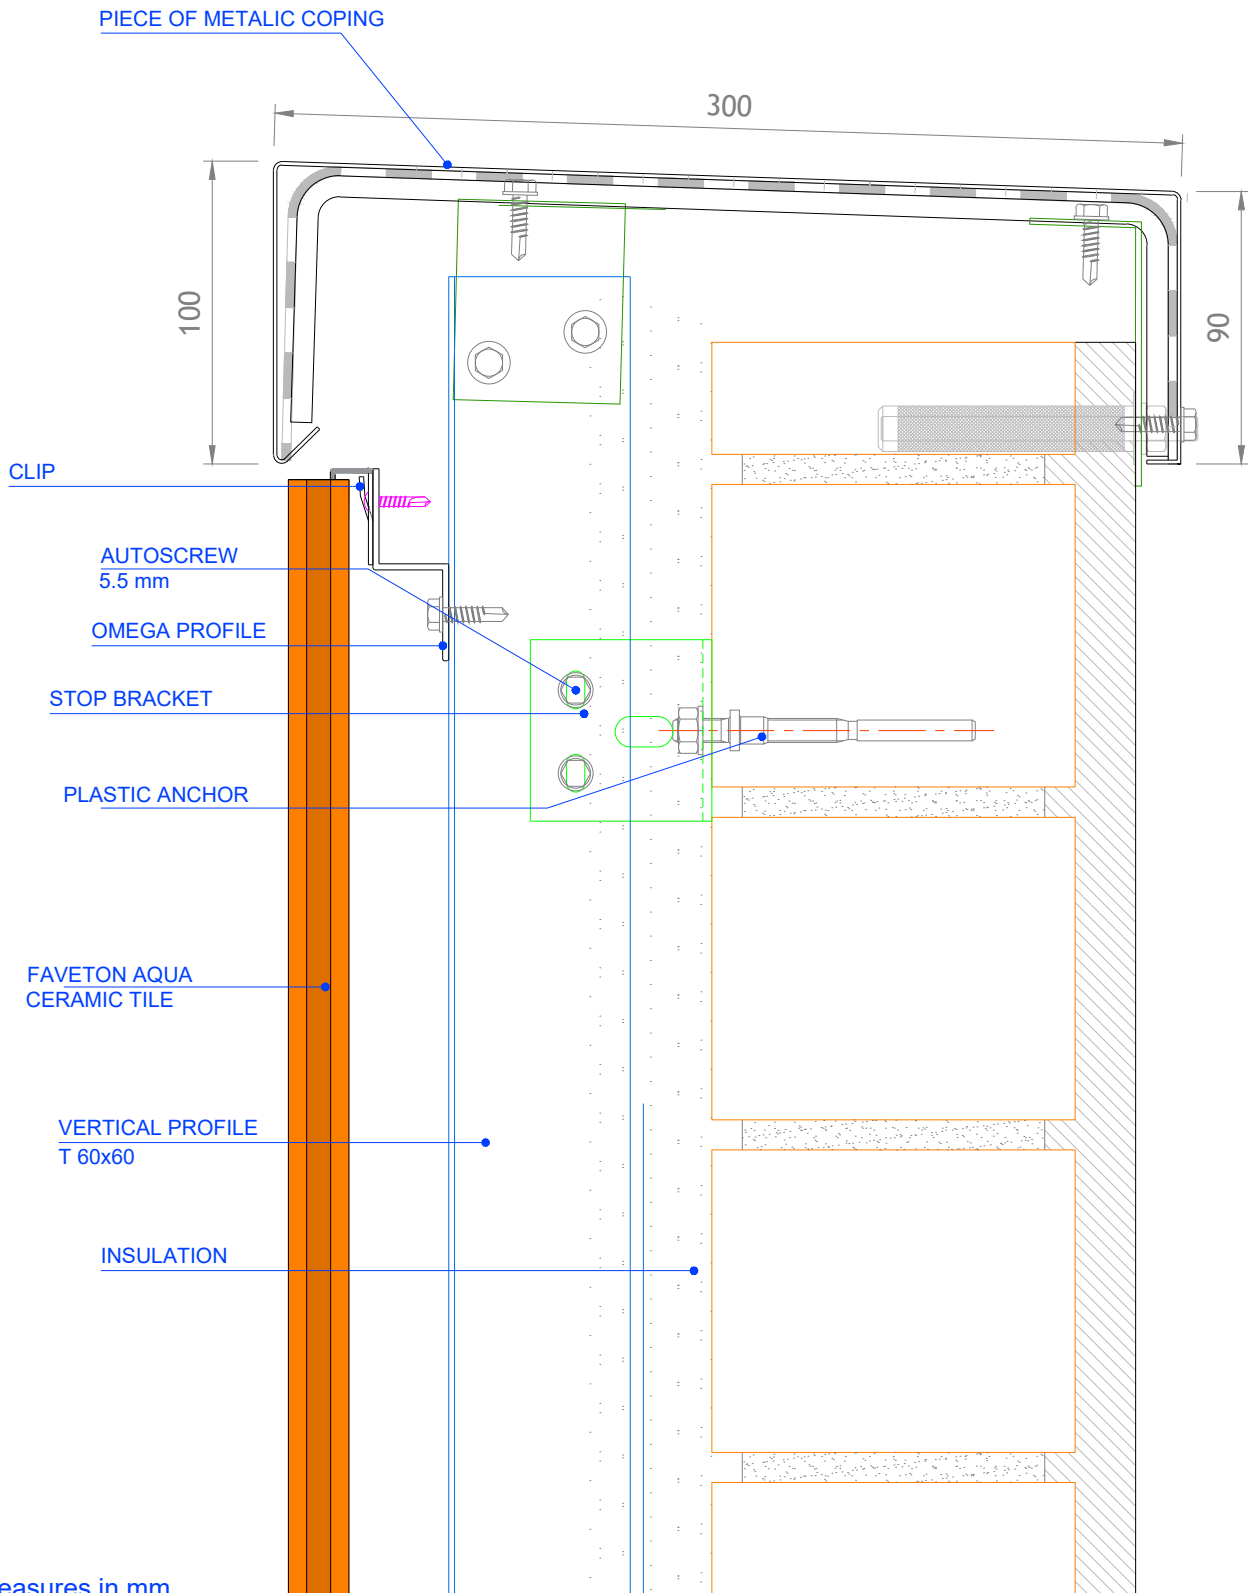 PIECE OF METALIC COPING
300
100
90
CLIP
AUTOSCREW
5.5 mm
OMEGA PROFILE
STOP BRACKET
PLASTIC ANCHOR
FAVETON AQUA
CERAMIC TILE
VERTICAL PROFILE
T 60x60
INSULATION
easures in mm